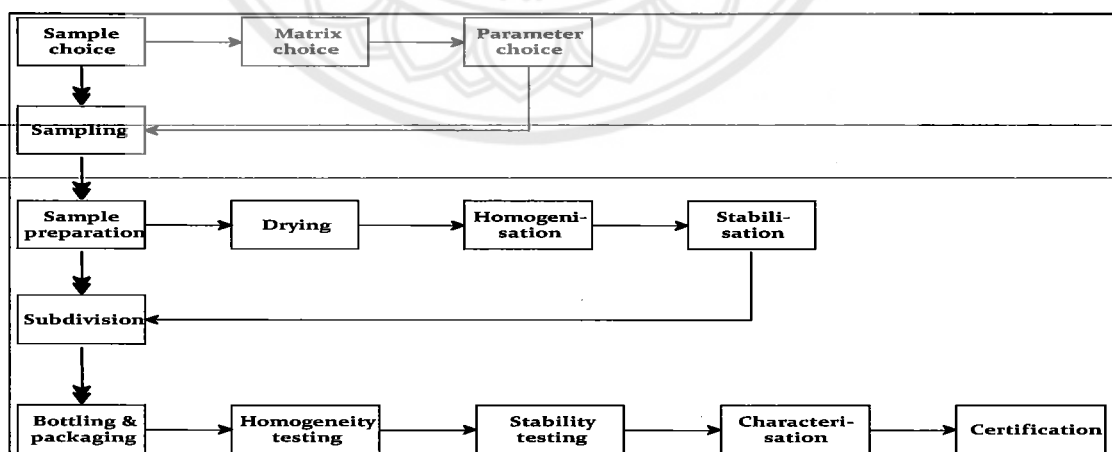 Sample
choice
Matrix
choice
Parameter
choice
Sampling
Sample
preparation
Drying
Homogeni-
sation
Stabili-
sation
Subdivision
Bottling &
packaging
Homogeneity
testing
Stability
testing
Characteri-
sation
Certification